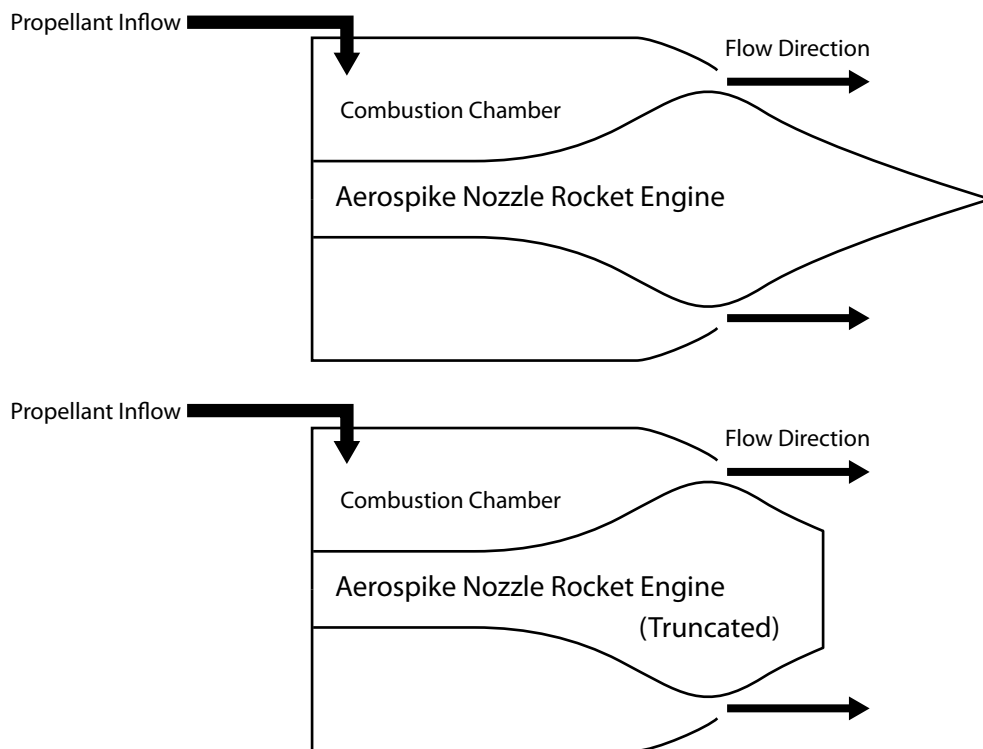 Propellant Inflow
Flow Direction
Combustion Chamber
Aerospike Nozzle Rocket Engine
Propellant Inflow
Flow Direction
Combustion Chamber
Aerospike Nozzle Rocket Engine
(Truncated)